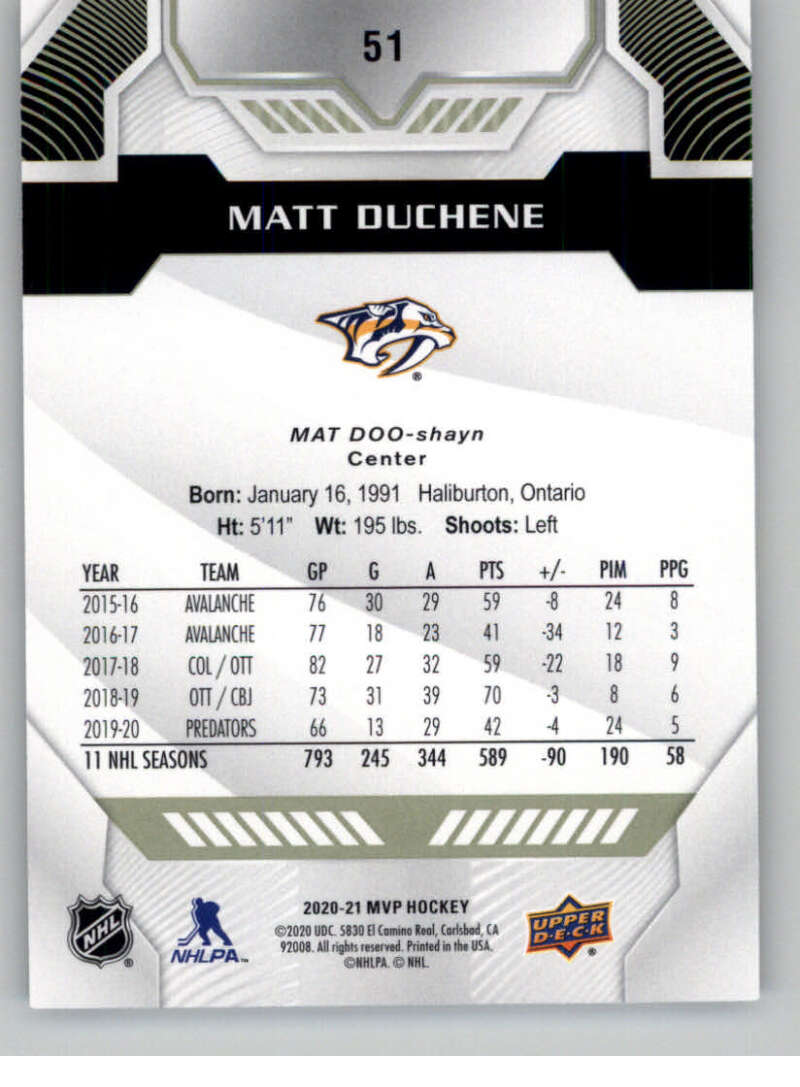 51
MATT DUCHENE
®
MAT DOO-shayn
Center
Born: January 16, 1991 Haliburton, Ontario
Ht: 5'11" Wt: 195 lbs. Shoots: Left
YEAR TEAM GP G A PTS +/- PIM PPG
2015-16 AVALANCHE 76 30 29 59 -8 24 8
2016-17 AVALANCHE 77 18 23 41 -34 12 3
2017-18 COL / OTT 82 27 32 59 -22 18 9
2018-19 OTT / CBJ 73 31 39 70 -3 8 6
2019-20 PREDATORS 66 13 29 42 -4 24 5
11 NHL SEASONS 793 245 344 589 -90 190 58
NHL ®
NHLPA™
2020-21 MVP HOCKEY
©2020 UDC. 5830 El Camino Real, Carlsbad, CA
92008. All rights reserved. Printed in the USA.
©NHLPA. © NHL.
UPPER
D·E·C·K
®